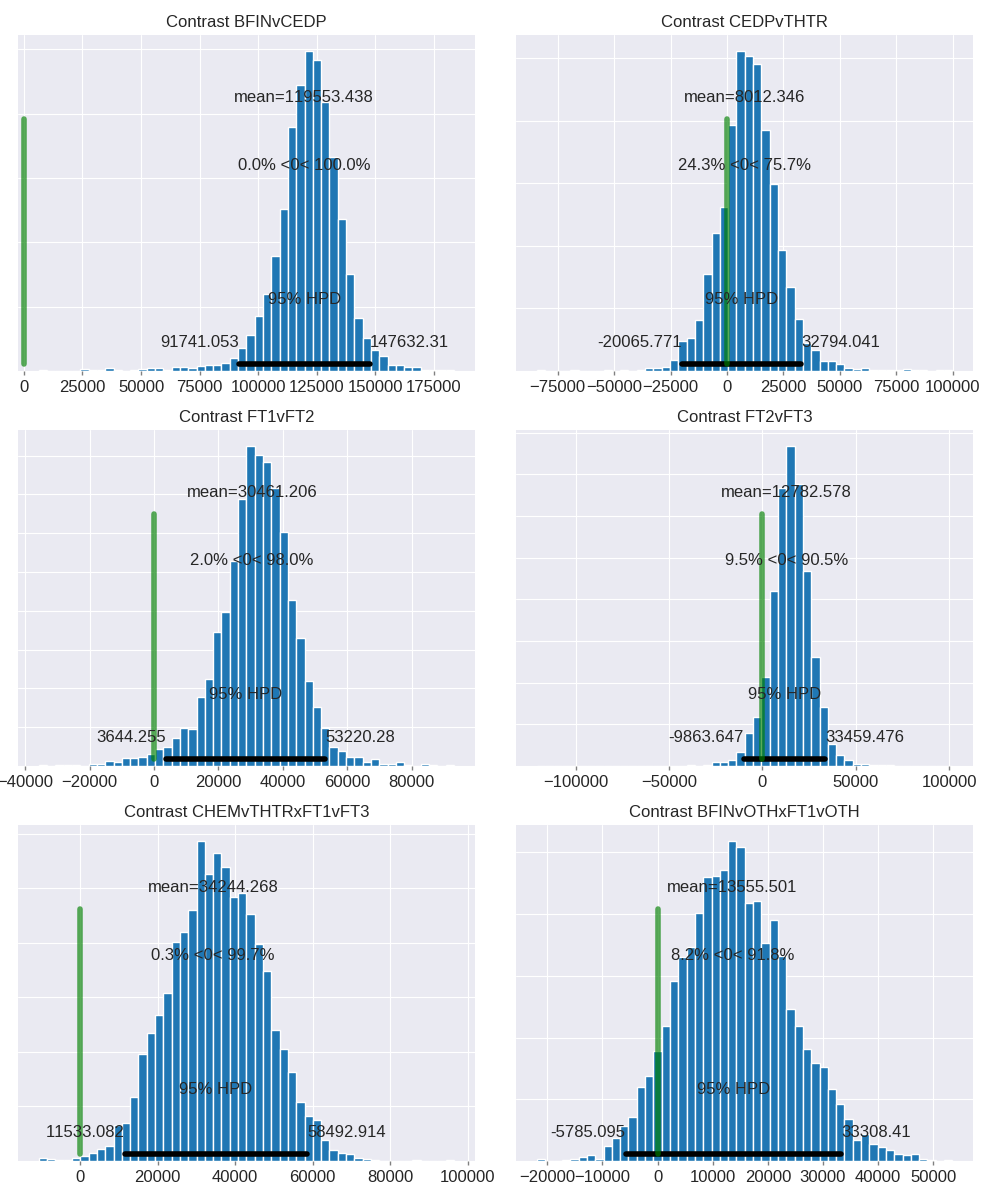 Contrast BFINvCEDP
mean=119553.438
0.0% <0< 100.0%
95% HPD
91741.053 147632.31
0 25000 50000 75000 100000 125000 150000 175000
Contrast CEDPvTHTR
mean=8012.346
24.3% <0< 75.7%
95% HPD
-20065.771 32794.041
−75000 −50000 −25000 0 25000 50000 75000 100000
Contrast FT1vFT2
mean=30461.206
2.0% <0< 98.0%
95% HPD
3644.255 53220.28
−40000 −20000 0 20000 40000 60000 80000
Contrast FT2vFT3
mean=12782.578
9.5% <0< 90.5%
95% HPD
-9863.647 33459.476
−100000 −50000 0 50000 100000
Contrast CHEMvTHTRxFT1vFT3
mean=34244.268
0.3% <0< 99.7%
95% HPD
11533.082 58492.914
0 20000 40000 60000 80000 100000
Contrast BFINvOTHxFT1vOTH
mean=13555.501
8.2% <0< 91.8%
95% HPD
-5785.095 33308.41
−20000 −10000 0 10000 20000 30000 40000 50000